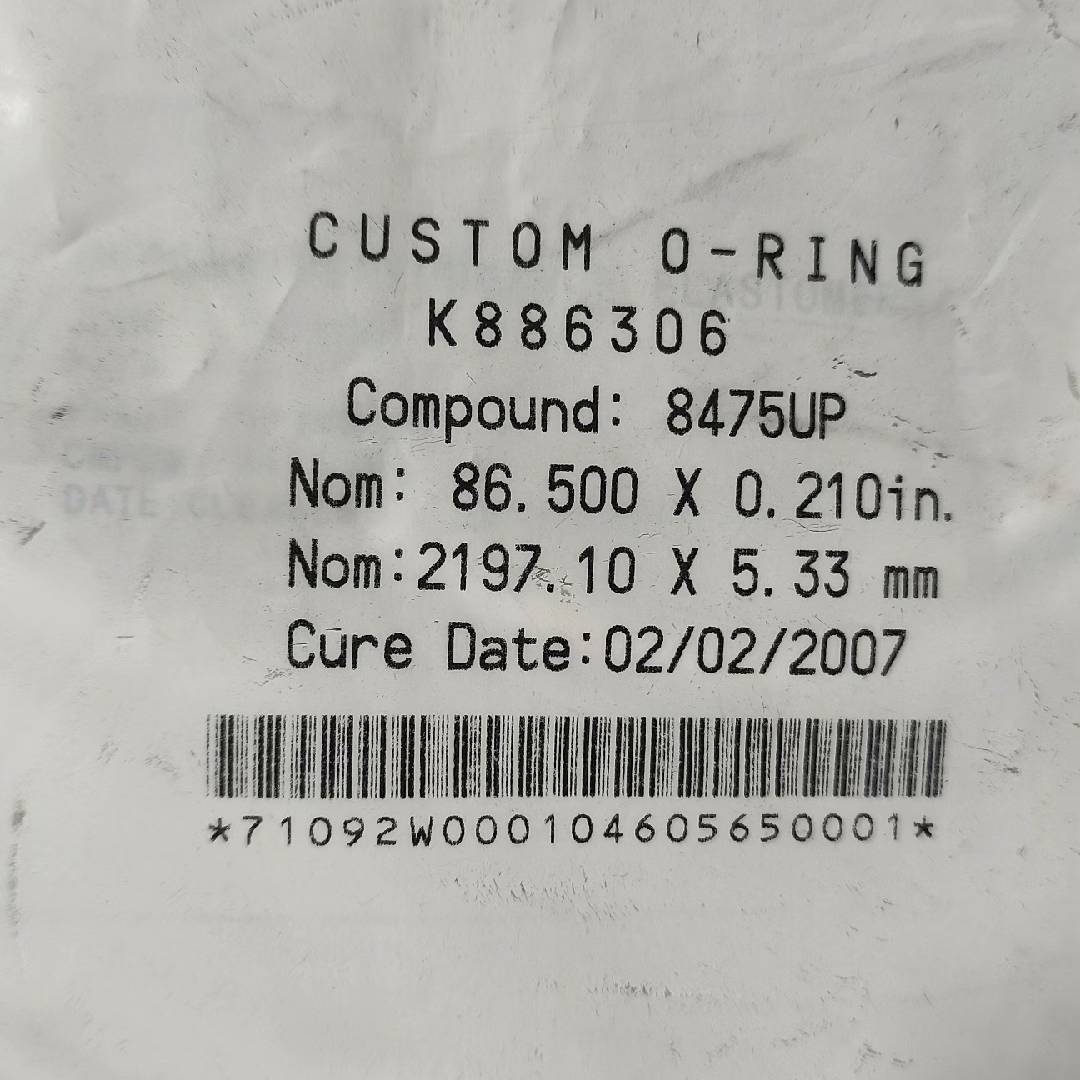 CUSTOM O-RING
K886306
Compound: 8475UP
Nom: 86.500 X 0.210in.
Nom:2197.10 X 5.33 mm
Cure Date:02/02/2007
*71092W000104605650001*
DATE